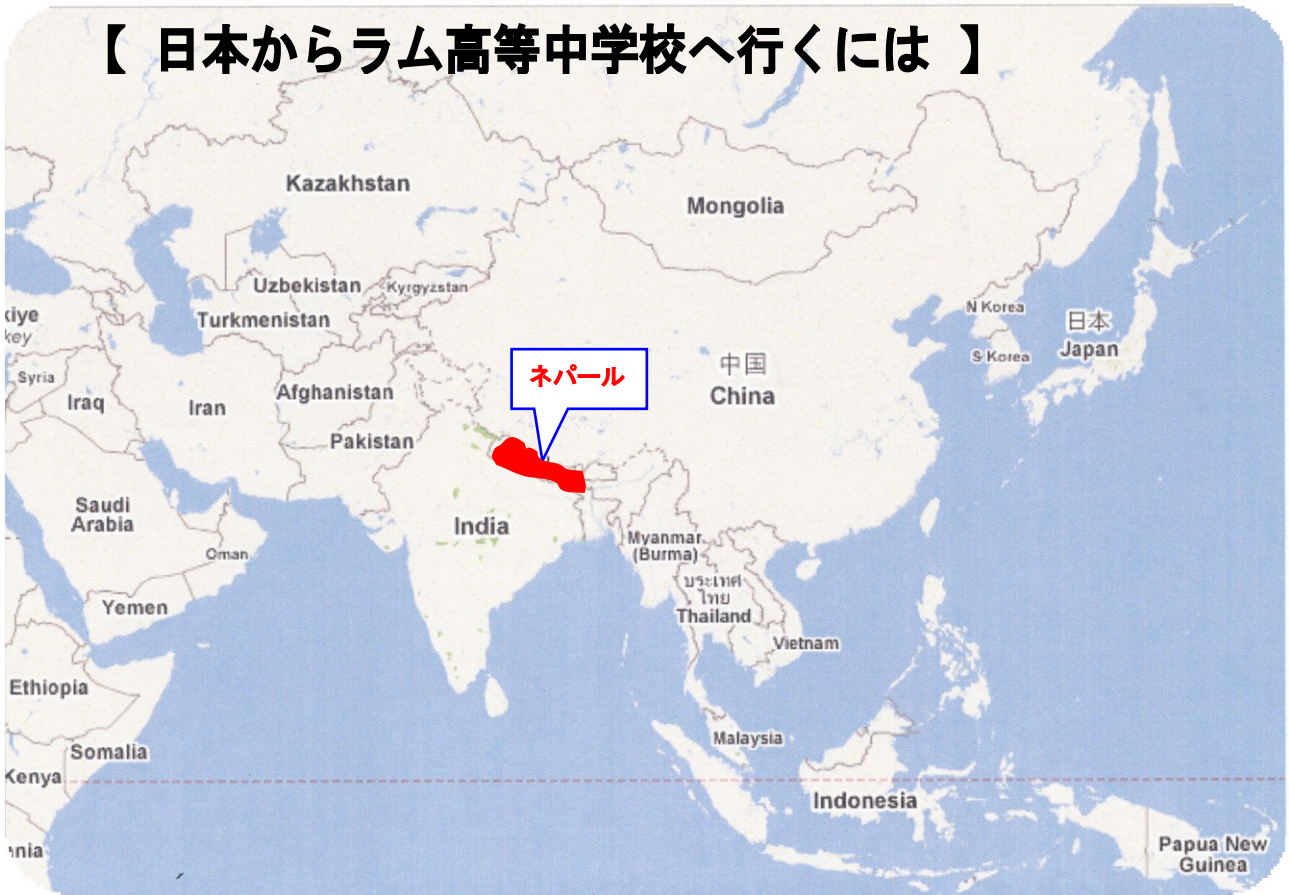 【 日本からラム高等中学校へ行くには 】
Kazakhstan
Mongolia
Uzbekistan
Kyrgyzstan
N Korea
日本
Japan
kiye
key
Turkmenistan
S Korea
中国
China
ネパール
Syria
Iraq
Iran
Afghanistan
Pakistan
Saudi
Arabia
India
Oman
Myanmar
(Burma)
ประเทศ
ไทย
Thailand
Yemen
Vietnam
Ethiopia
Somalia
Malaysia
Kenya
Indonesia
Papua New
Guinea
nia